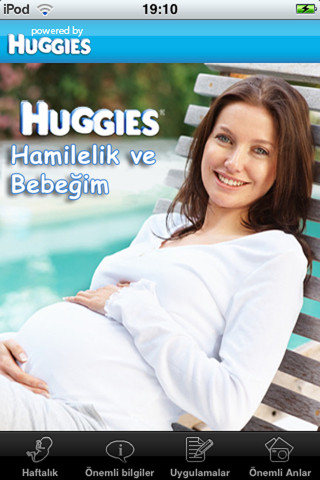 iPod 19:10
powered by
HUGGIES
HUGGIES®
Hamilelik ve
Bebeğim
Haftalık Önemli bilgiler Uygulamalar Önemli Anlar